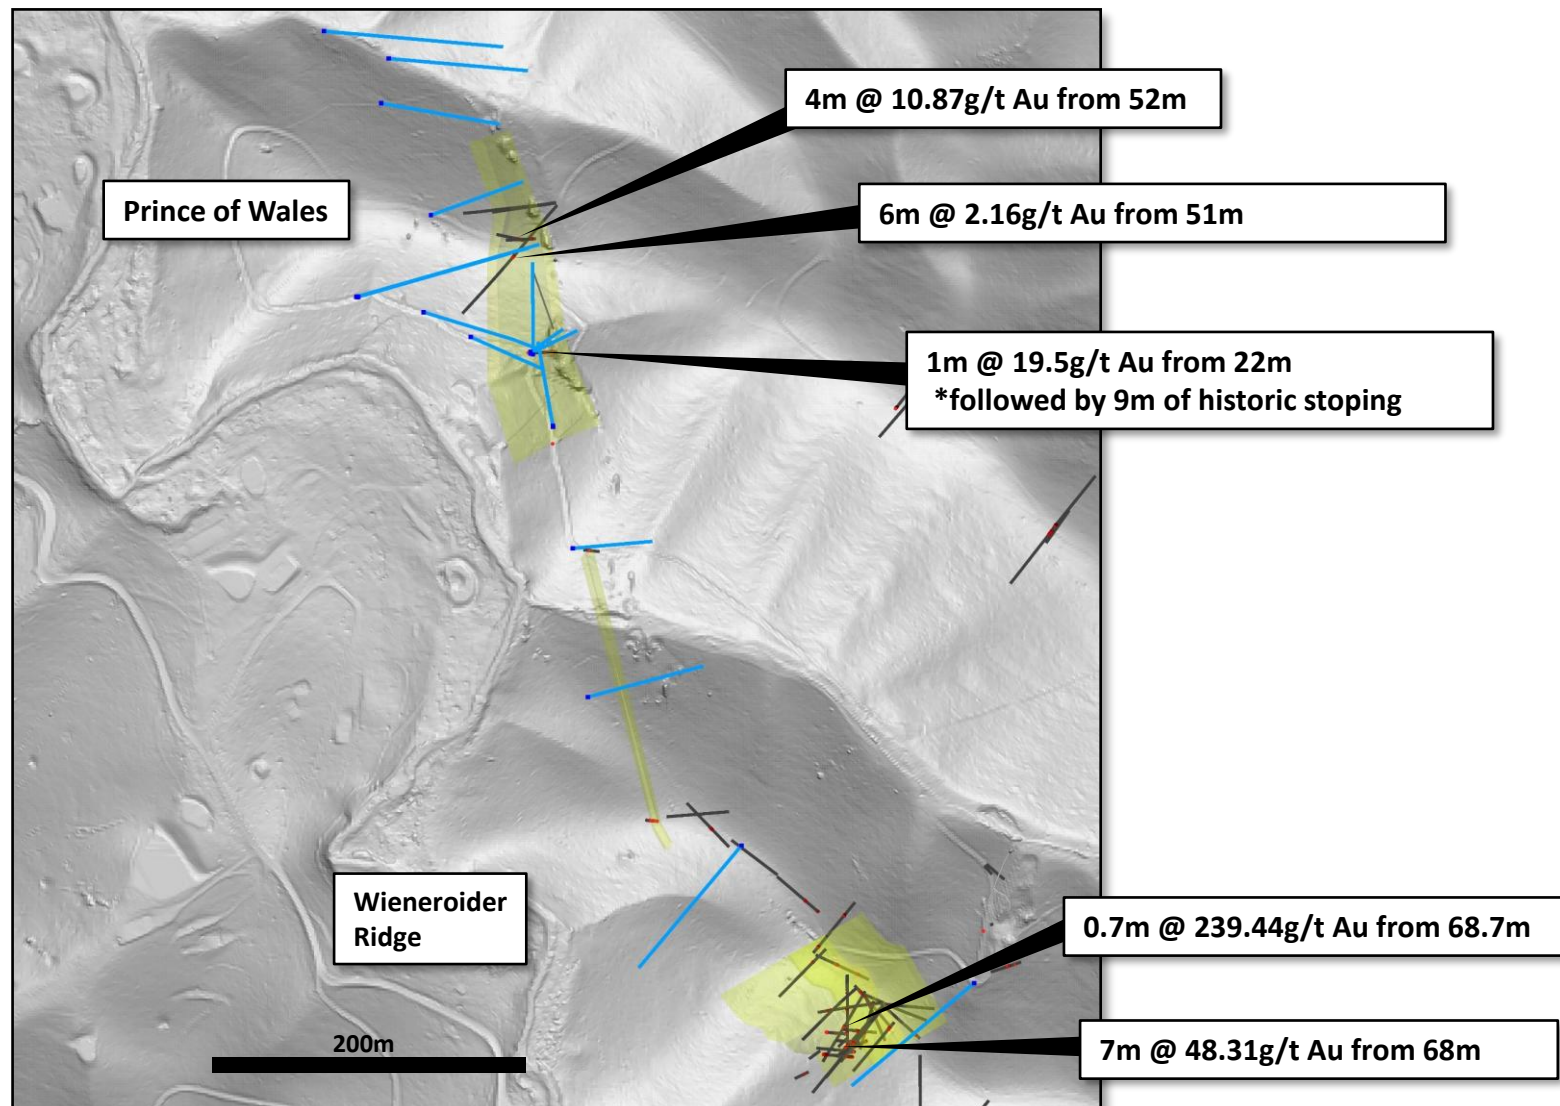 4m @ 10.87g/t Au from 52m
Prince of Wales
6m @ 2.16g/t Au from 51m
1m @ 19.5g/t Au from 22m
*followed by 9m of historic stoping
Wieneroider
Ridge
0.7m @ 239.44g/t Au from 68.7m
200m
7m @ 48.31g/t Au from 68m